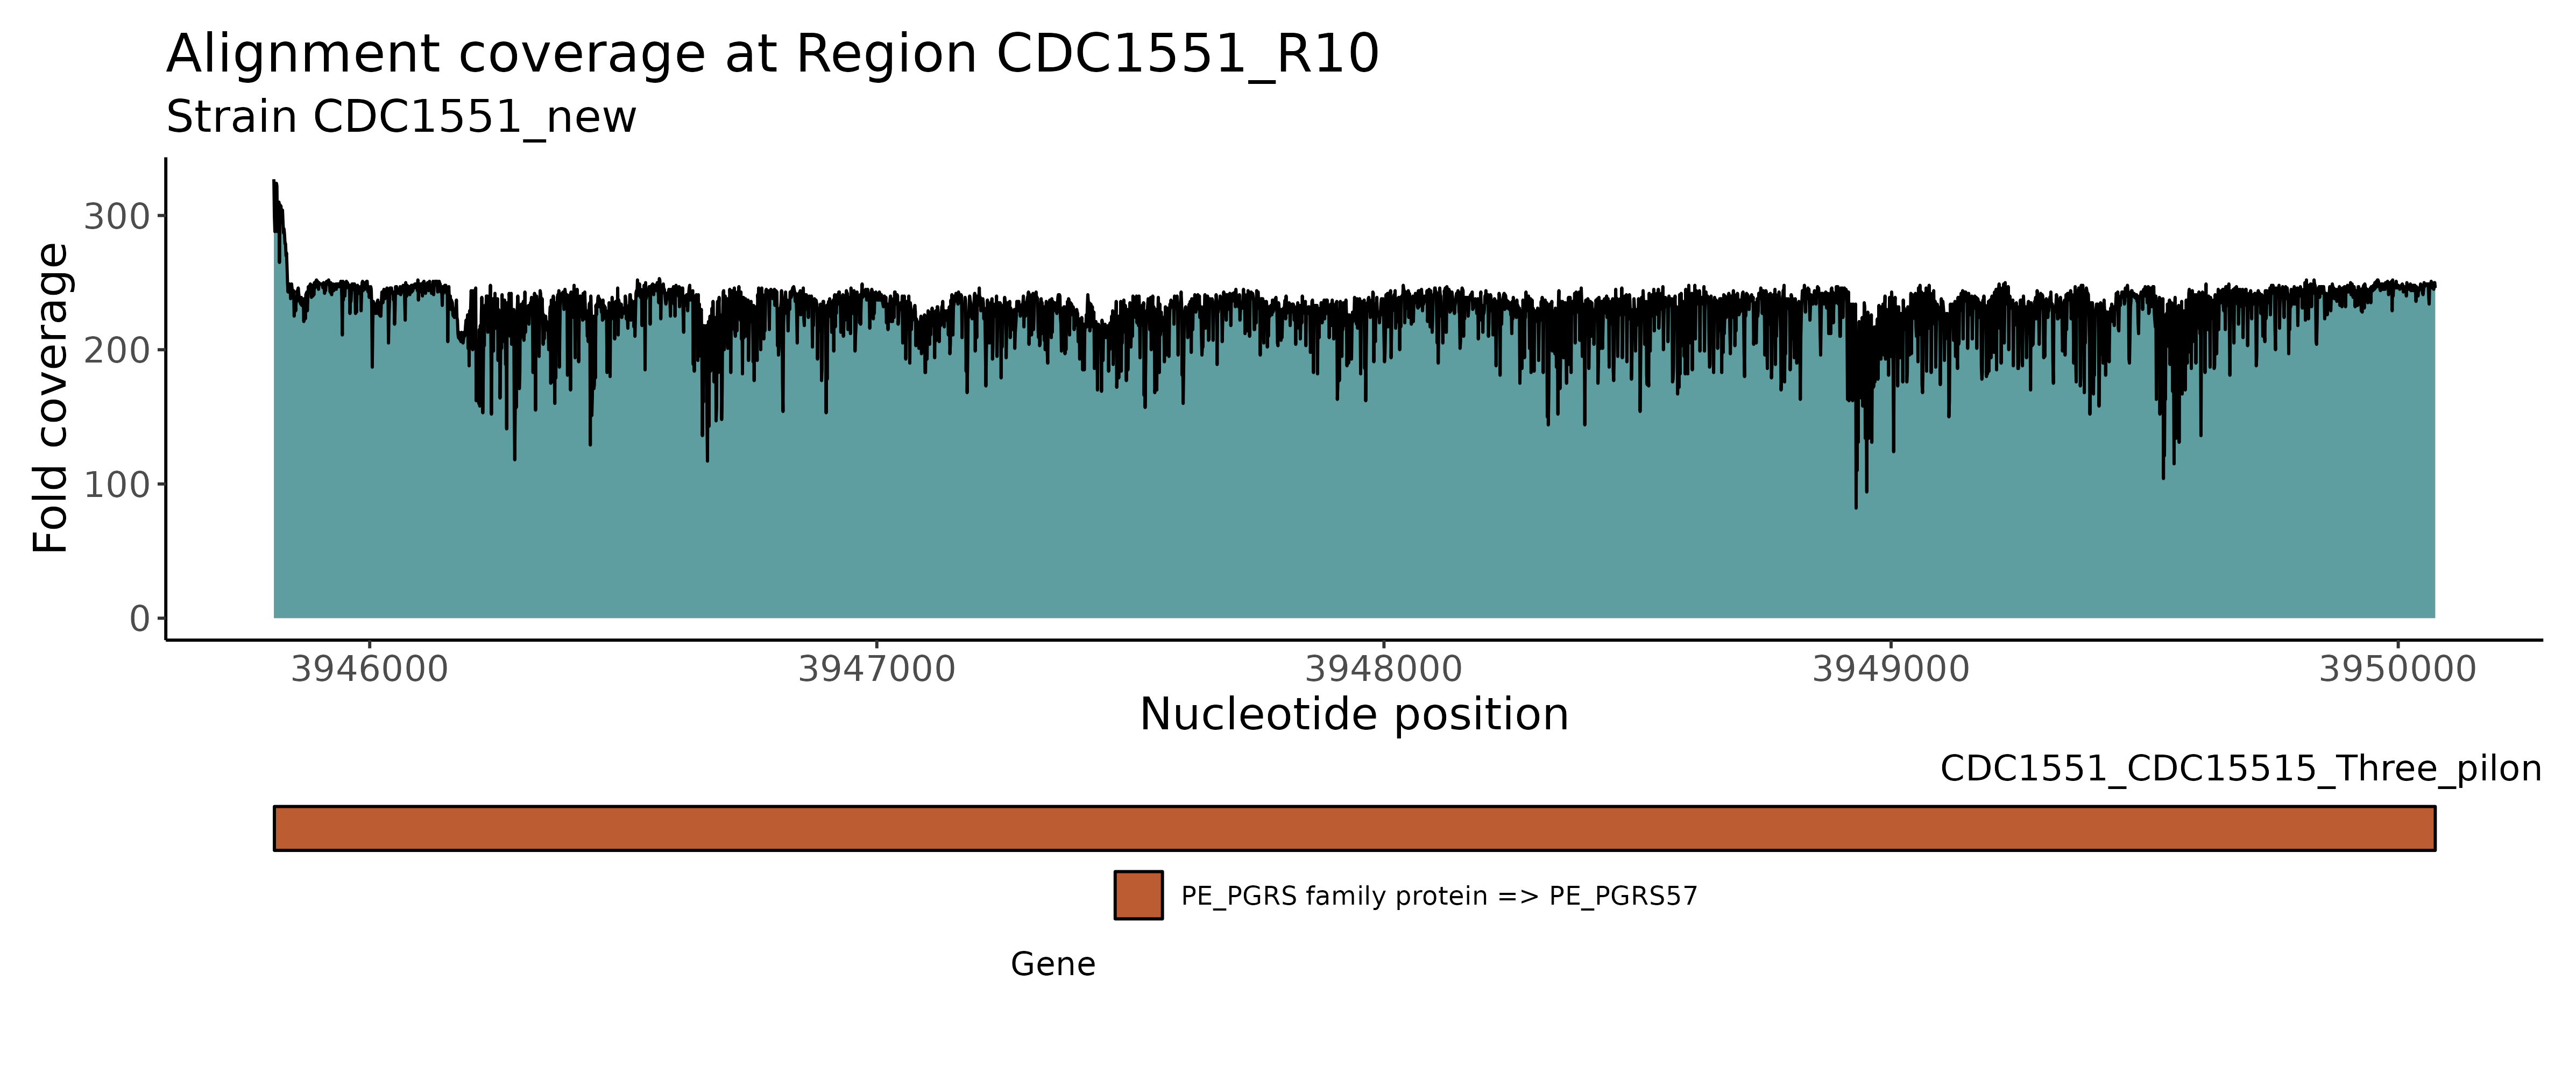 Alignment coverage at Region CDC1551_R10
Strain CDC1551_new
Fold coverage
300
200
100
0
3946000 3947000 3948000 3949000 3950000
Nucleotide position
CDC1551_CDC15515_Three_pilon
PE_PGRS family protein => PE_PGRS57
Gene